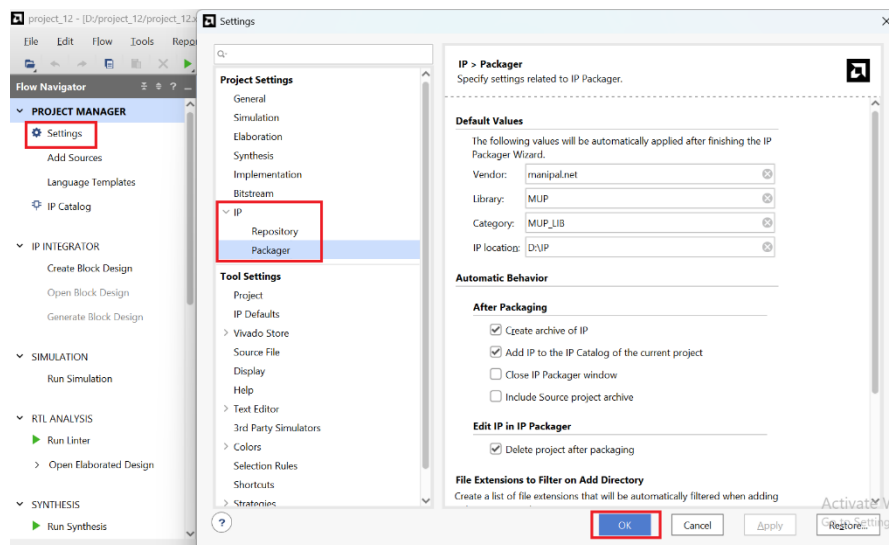 project_12 - [D:/project_12/project_12.x
File Edit Flow Tools Repo
Flow Navigator
PROJECT MANAGER
Settings
Add Sources
Language Templates
IP Catalog
IP INTEGRATOR
Create Block Design
Open Block Design
Generate Block Design
SIMULATION
Run Simulation
RTL ANALYSIS
Run Linter
Open Elaborated Design
SYNTHESIS
Run Synthesis
Settings
Q-
Project Settings
General
Simulation
Elaboration
Synthesis
Implementation
Bitstream
IP
Repository
Packager
Tool Settings
Project
IP Defaults
Vivado Store
Source File
Display
Help
Text Editor
3rd Party Simulators
Colors
Selection Rules
Shortcuts
Strategies
IP > Packager
Specify settings related to IP Packager.
Default Values
The following values will be automatically applied after finishing the IP
Packager Wizard.
Vendor: manipal.net
Library: MUP
Category: MUP_LIB
IP location: D:\IP
Automatic Behavior
After Packaging
Create archive of IP
Add IP to the IP Catalog of the current project
Close IP Packager window
Include Source project archive
Edit IP in IP Packager
Delete project after packaging
File Extensions to Filter on Add Directory
Create a list of file extensions that will be automatically filtered when adding
Activate
? OK Cancel Apply Restore...